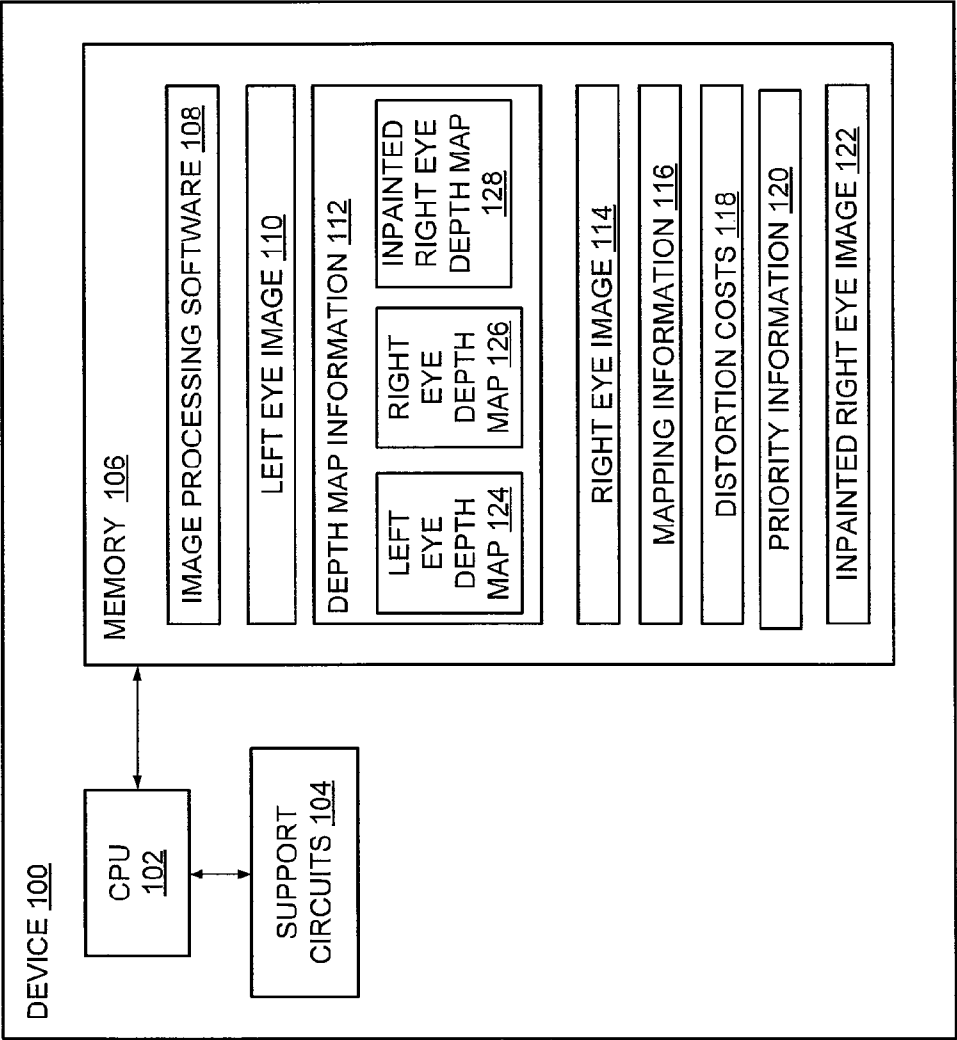 DEVICE 100
CPU
102
SUPPORT
CIRCUITS 104
MEMORY 106
IMAGE PROCESSING SOFTWARE 108
LEFT EYE IMAGE 110
DEPTH MAP INFORMATION 112
LEFT
EYE
DEPTH
MAP 124
RIGHT
EYE
DEPTH
MAP 126
INPAINTED
RIGHT EYE
DEPTH MAP
128
RIGHT EYE IMAGE 114
MAPPING INFORMATION 116
DISTORTION COSTS 118
PRIORITY INFORMATION 120
INPAINTED RIGHT EYE IMAGE 122